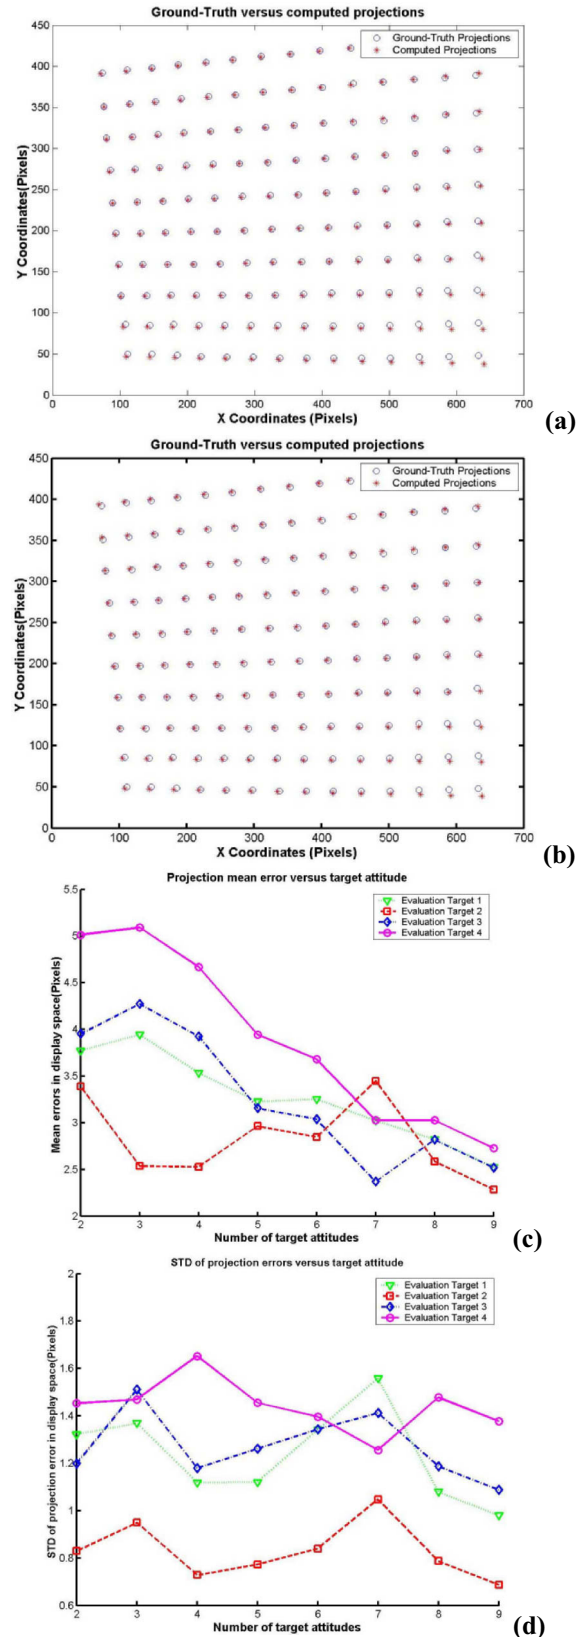 Ground-Truth versus computed projections
450
400
350
300
250
200
150
100
50
0
Y Coordinates(Pixels)
Ground-Truth Projections
Computed Projections
0 100 200 300 400 500 600 700
X Coordinates (Pixels)
(a)
Ground-Truth versus computed projections
450
400
350
300
250
200
150
100
50
0
Y Coordinates(Pixels)
Ground-Truth Projections
Computed Projections
0 100 200 300 400 500 600 700
X Coordinates (Pixels)
(b)
Projection mean error versus target attitude
5.5
5
4.5
4
3.5
3
2.5
2
Mean errors in display space(Pixels)
Evaluation Target 1
Evaluation Target 2
Evaluation Target 3
Evaluation Target 4
2 3 4 5 6 7 8 9
Number of target attitudes
(c)
STD of projection errors versus target attitude
2
1.8
1.6
1.4
1.2
1
0.8
0.6
STD of projection error in display space(Pixels)
Evaluation Target 1
Evaluation Target 2
Evaluation Target 3
Evaluation Target 4
2 3 4 5 6 7 8 9
Number of target attitudes
(d)